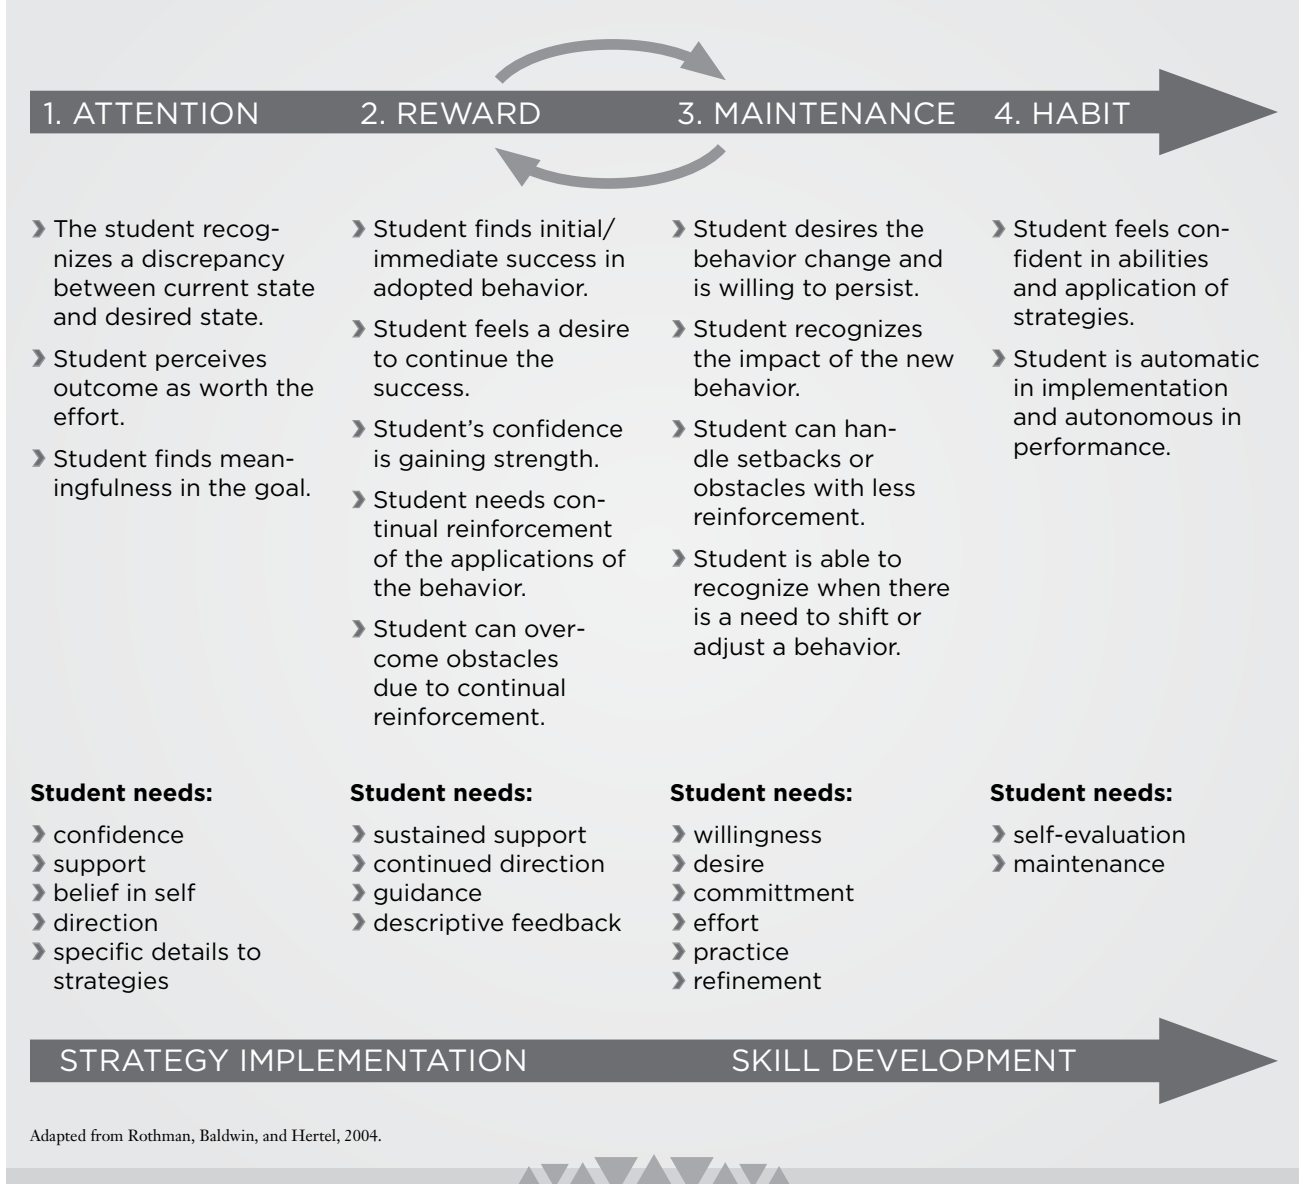 1. ATTENTION
2. REWARD
3. MAINTENANCE
4. HABIT
The student recog-
nizes a discrepancy
between current state
and desired state.
Student perceives
outcome as worth the
effort.
Student finds mean-
ingfulness in the goal.
Student finds initial/
immediate success in
adopted behavior.
Student feels a desire
to continue the
success.
Student’s confidence
is gaining strength.
Student needs con-
tinual reinforcement
of the applications of
the behavior.
Student can over-
come obstacles
due to continual
reinforcement.
Student desires the
behavior change and
is willing to persist.
Student recognizes
the impact of the new
behavior.
Student can han-
dle setbacks or
obstacles with less
reinforcement.
Student is able to
recognize when there
is a need to shift or
adjust a behavior.
Student feels con-
fident in abilities
and application of
strategies.
Student is automatic
in implementation
and autonomous in
performance.
Student needs:
confidence
support
belief in self
direction
specific details to
strategies
Student needs:
sustained support
continued direction
guidance
descriptive feedback
Student needs:
willingness
desire
committment
effort
practice
refinement
Student needs:
self-evaluation
maintenance
STRATEGY IMPLEMENTATION
SKILL DEVELOPMENT
Adapted from Rothman, Baldwin, and Hertel, 2004.